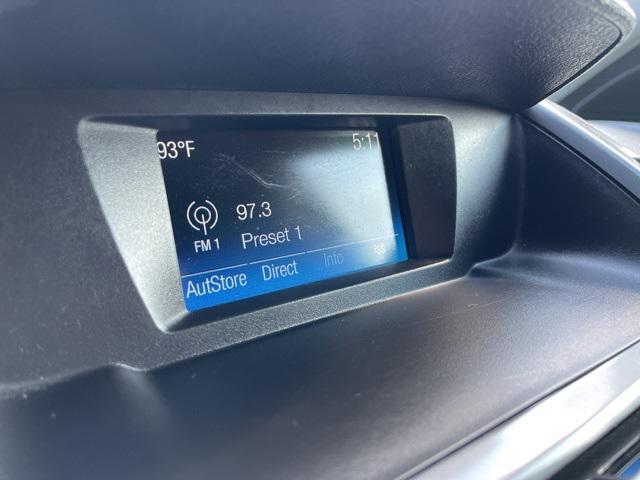 93°F 5:11
97.3
FM 1 Preset 1
AutStore Direct Info